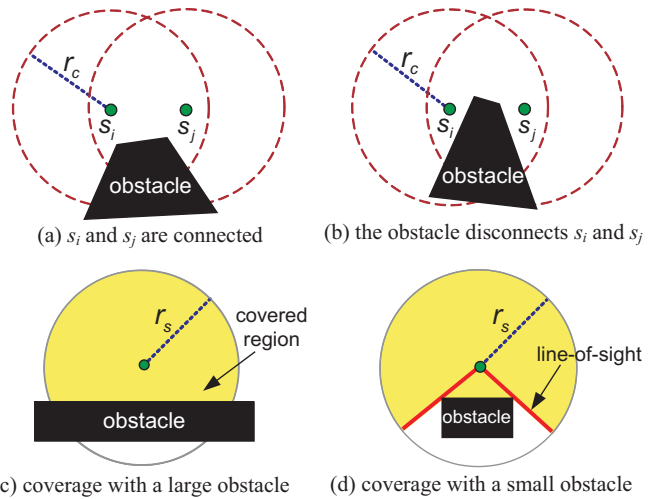 r_c
s_i
s_j
obstacle
(a) s_i and s_j are connected
r_c
s_i
s_j
obstacle
(b) the obstacle disconnects s_i and s_j
r_s
covered
region
obstacle
c) coverage with a large obstacle
r_s
line-of-sight
obstacle
(d) coverage with a small obstacle